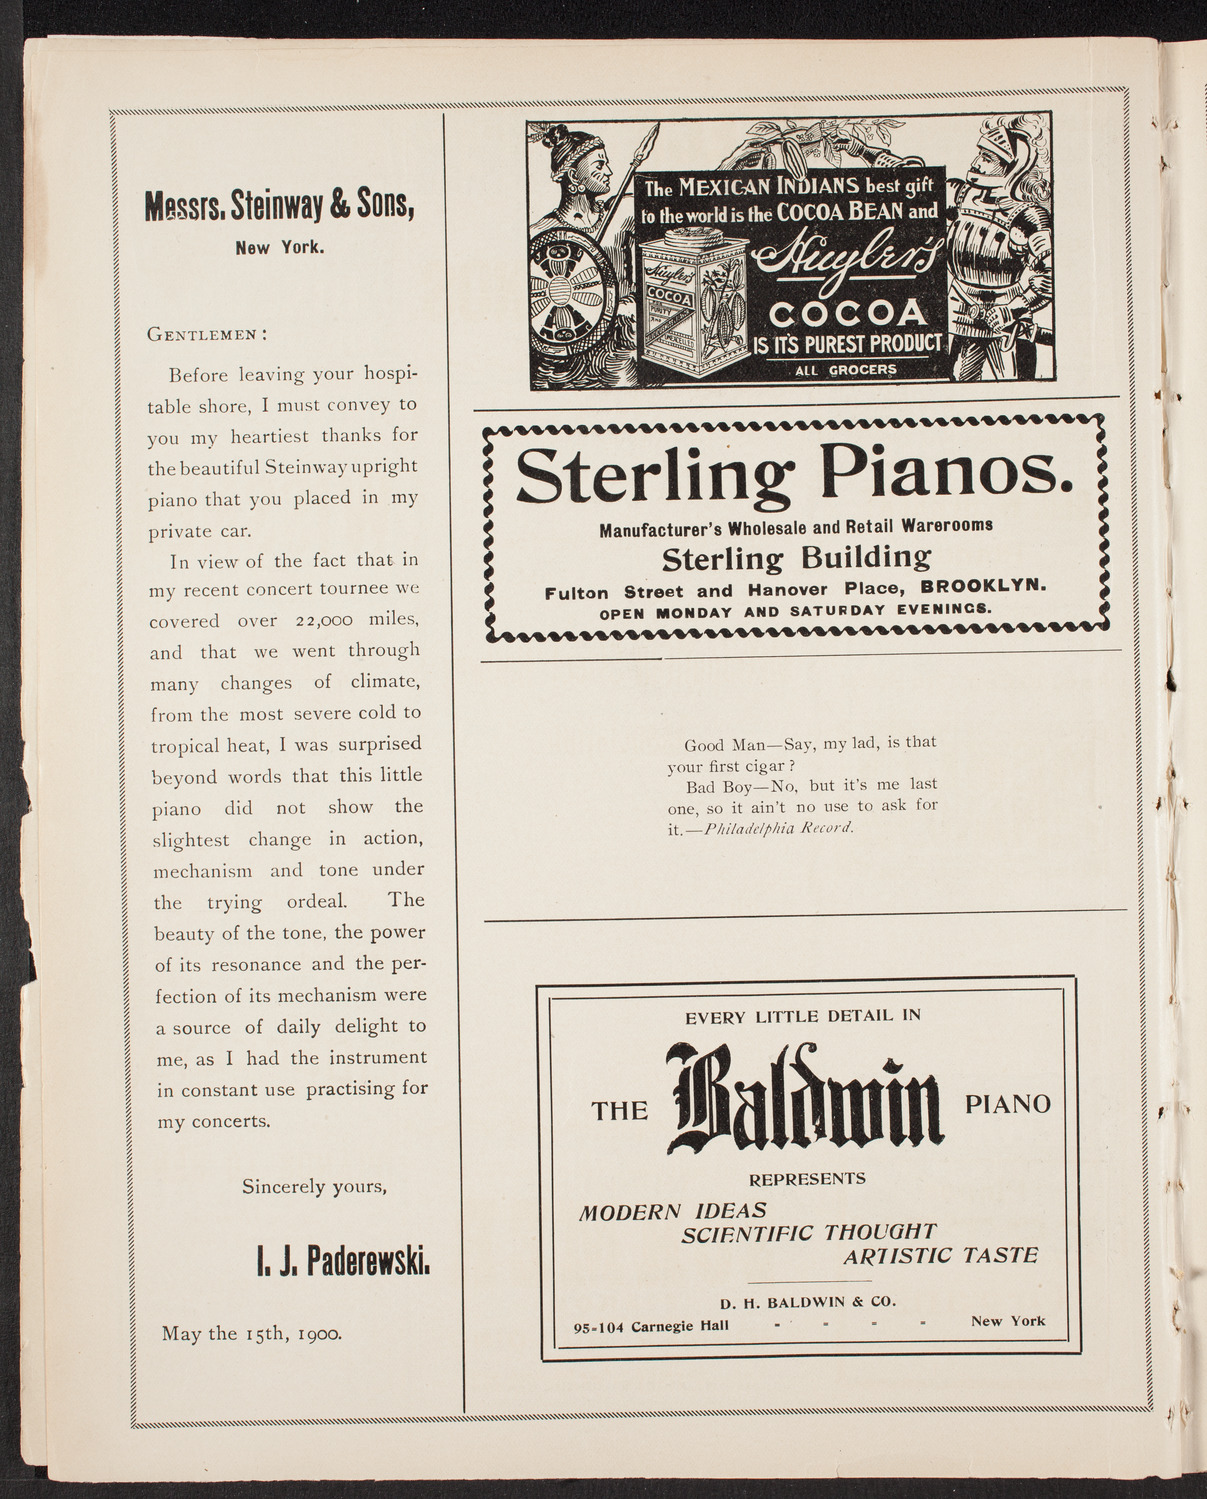 Messrs. Steinway & Sons,
New York.
GENTLEMEN:
Before leaving your hospi-
table shore, I must convey to
you my heartiest thanks for
the beautiful Steinway upright
piano that you placed in my
private car.
In view of the fact that in
my recent concert tournee we
covered over 22,000 miles,
and that we went through
many changes of climate,
from the most severe cold to
tropical heat, I was surprised
beyond words that this little
piano did not show the
slightest change in action,
mechanism and tone under
the trying ordeal. The
beauty of the tone, the power
of its resonance and the per-
fection of its mechanism were
a source of daily delight to
me, as I had the instrument
in constant use practising for
my concerts.
Sincerely yours,
I. J. Paderewski.
May the 15th, 1900.
The MEXICAN INDIANS best gift
to the world is the COCOA BEAN and
Huyler's
COCOA
IS IT'S PUREST PRODUCT
ALL GROCERS
Huyler's
COCOA
PURITY
Sterling Pianos.
Manufacturer's Wholesale and Retail Warerooms
Sterling Building
Fulton Street and Hanover Place, BROOKLYN.
OPEN MONDAY AND SATURDAY EVENINGS.
Good Man—Say, my lad, is that
your first cigar?
Bad Boy—No, but it's me last
one, so it ain't no use to ask for
it.—Philadelphia Record.
EVERY LITTLE DETAIL IN
THE Baldwin PIANO
REPRESENTS
MODERN IDEAS
SCIENTIFIC THOUGHT
ARTISTIC TASTE
D. H. BALDWIN & CO.
95-104 Carnegie Hall - - - - New York